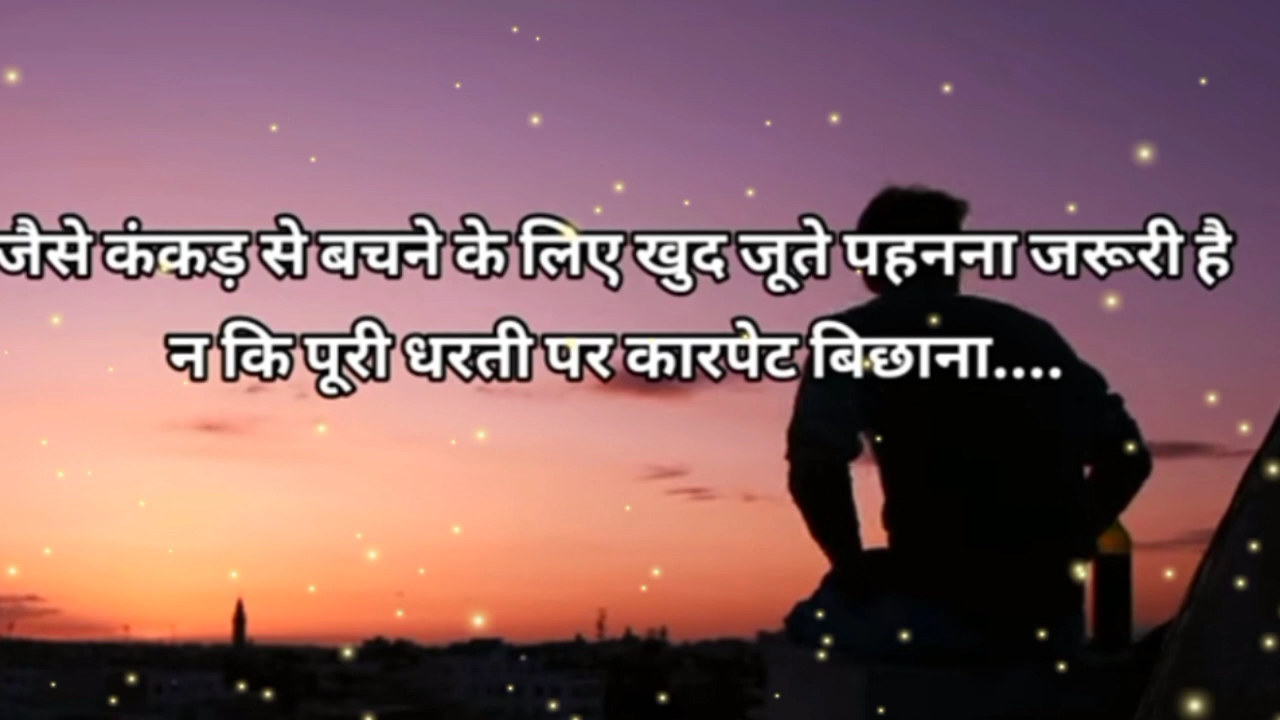 जैसे कंकड़ से बचने के लिए खुद जूते पहनना जरूरी है
न कि पूरी धरती पर कारपेट बिछाना....